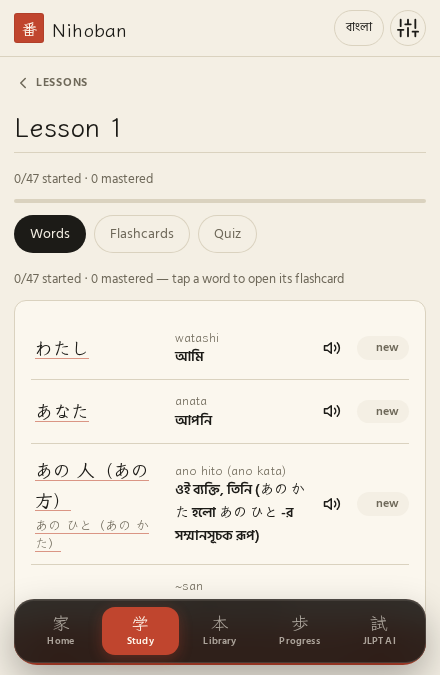 番 Nihoban
বাংলা
LESSONS
Lesson 1
0/47 started · 0 mastered
Words
Flashcards
Quiz
0/47 started · 0 mastered — tap a word to open its flashcard
わたし
watashi
আমি
new
あなた
anata
আপনি
new
あの 人（あの
方）
あの ひと（あの か
た）
ano hito (ano kata)
ওই ব্যক্তি, তিনি (あの か
た হলো あの ひと -র
সম্মানসূচক রূপ)
new
~san
家 学 本 歩 試
Home Study Library Progress JLPT AI